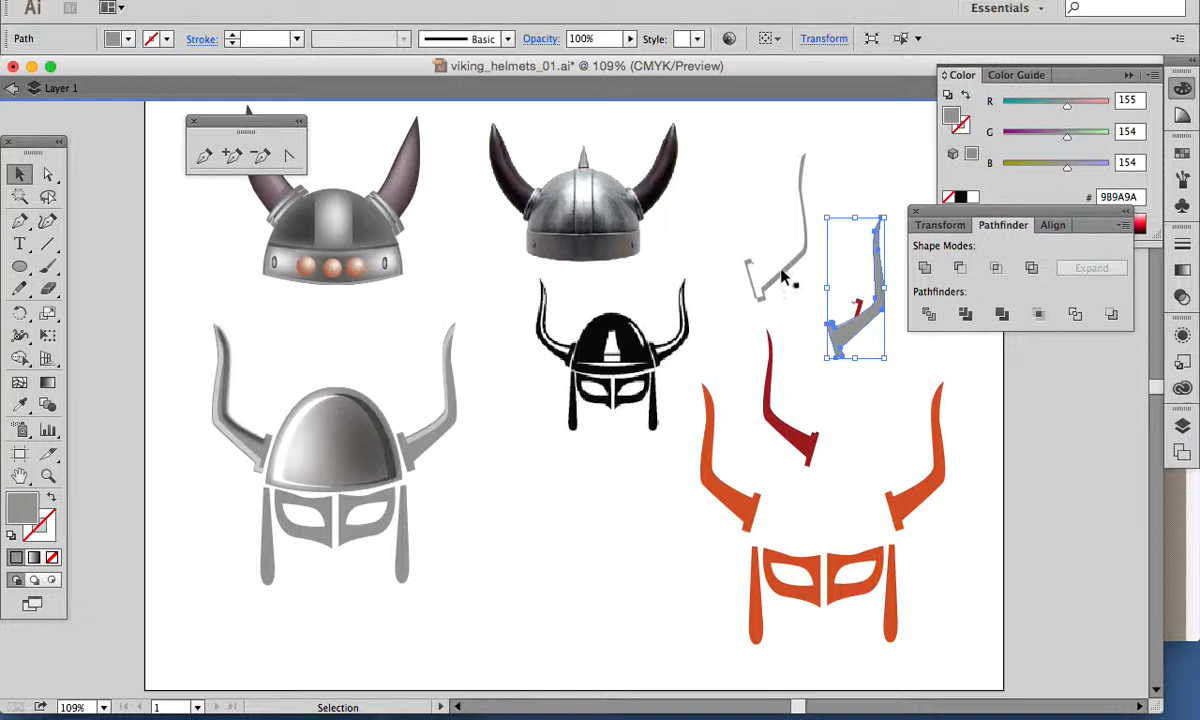 Ai Br Essentials
Path Stroke: Basic Opacity: 100% Style: Transform
viking_helmets_01.ai* @ 109% (CMYK/Preview)
Layer 1
Color Color Guide
R 155
G 154
B 154
# 9B9A9A
Transform Pathfinder Align
Shape Modes:
Expand
Pathfinders:
T
109% 1 Selection